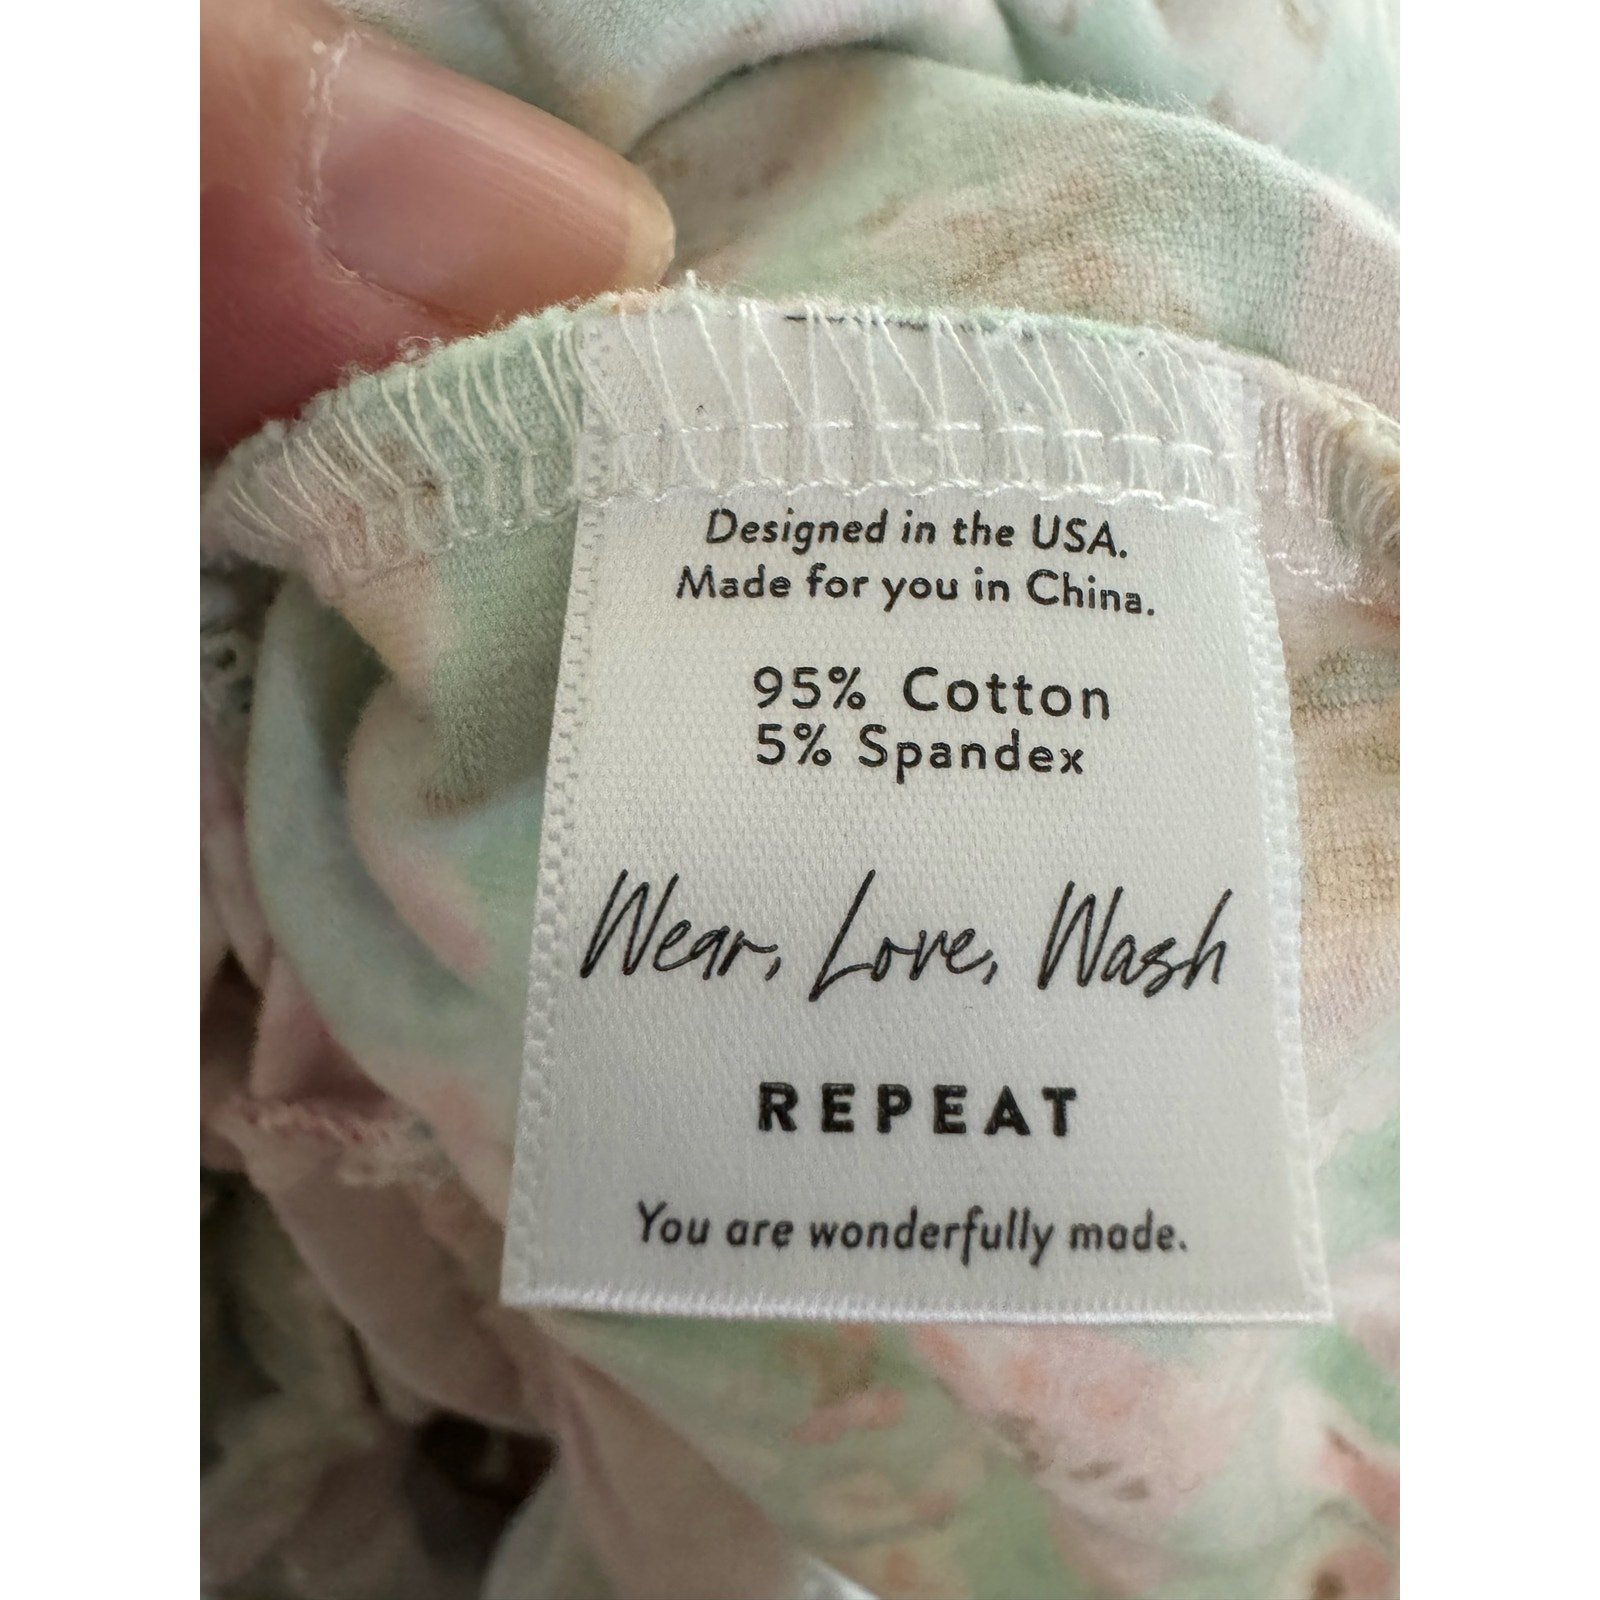 Designed in the USA.
Made for you in China.
95% Cotton
5% Spandex
Wear, Love, Wash
REPEAT
You are wonderfully made.